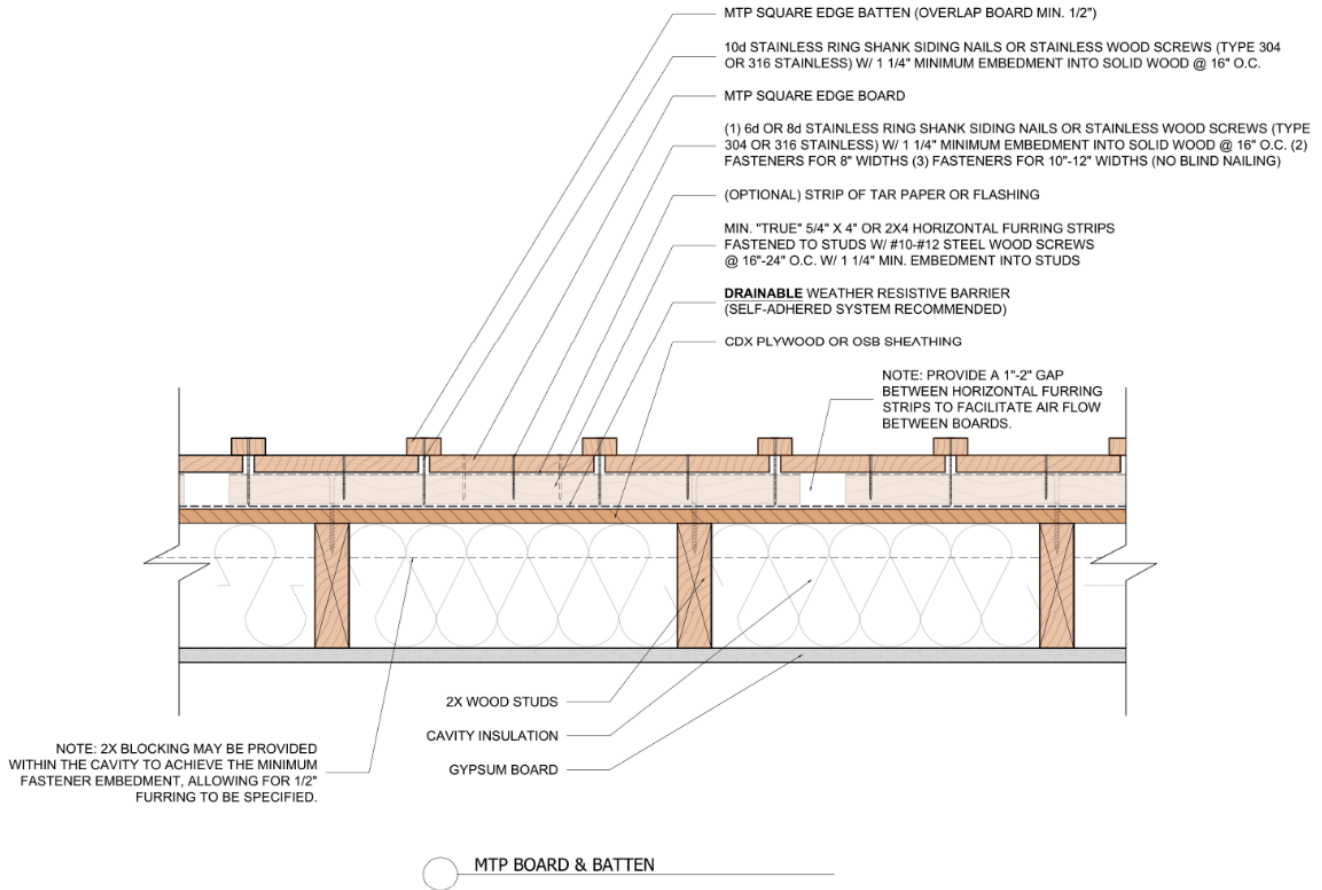 MTP SQUARE EDGE BATTEN (OVERLAP BOARD MIN. 1/2")
10d STAINLESS RING SHANK SIDING NAILS OR STAINLESS WOOD SCREWS (TYPE 304
OR 316 STAINLESS) W/ 1 1/4" MINIMUM EMBEDMENT INTO SOLID WOOD @ 16" O.C.
MTP SQUARE EDGE BOARD
(1) 6d OR 8d STAINLESS RING SHANK SIDING NAILS OR STAINLESS WOOD SCREWS (TYPE
304 OR 316 STAINLESS) W/ 1 1/4" MINIMUM EMBEDMENT INTO SOLID WOOD @ 16" O.C. (2)
FASTENERS FOR 8" WIDTHS (3) FASTENERS FOR 10"-12" WIDTHS (NO BLIND NAILING)
(OPTIONAL) STRIP OF TAR PAPER OR FLASHING
MIN. "TRUE" 5/4" X 4" OR 2X4 HORIZONTAL FURRING STRIPS
FASTENED TO STUDS W/ #10-#12 STEEL WOOD SCREWS
@ 16"-24" O.C. W/ 1 1/4" MIN. EMBEDMENT INTO STUDS
DRAINABLE WEATHER RESISTIVE BARRIER
(SELF-ADHERED SYSTEM RECOMMENDED)
CDX PLYWOOD OR OSB SHEATHING
NOTE: PROVIDE A 1"-2" GAP
BETWEEN HORIZONTAL FURRING
STRIPS TO FACILITATE AIR FLOW
BETWEEN BOARDS.
2X WOOD STUDS
CAVITY INSULATION
GYPSUM BOARD
NOTE: 2X BLOCKING MAY BE PROVIDED
WITHIN THE CAVITY TO ACHIEVE THE MINIMUM
FASTENER EMBEDMENT, ALLOWING FOR 1/2"
FURRING TO BE SPECIFIED.
MTP BOARD & BATTEN